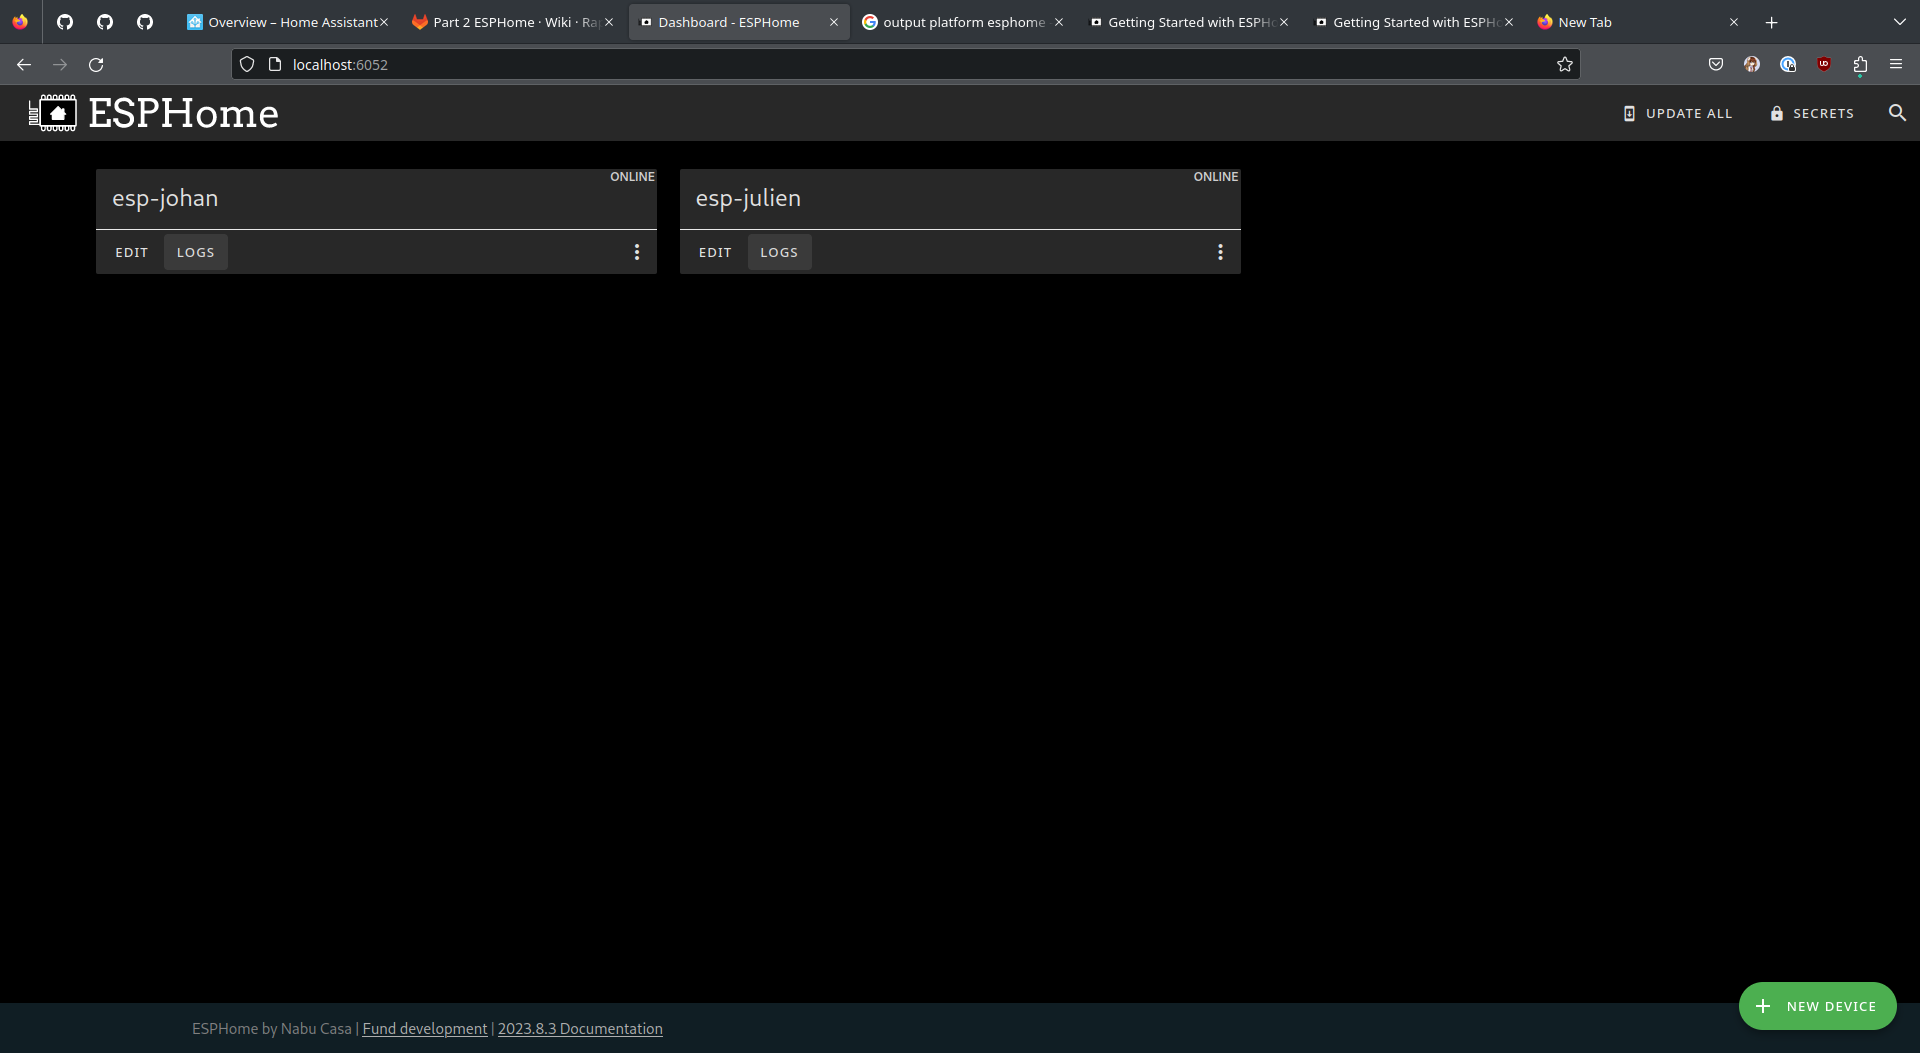 Overview – Home Assistant
Part 2 ESPHome · Wiki · Ra
Dashboard - ESPHome
output platform esphome
Getting Started with ESPHo
Getting Started with ESPHo
New Tab
localhost:6052
ESPHome
UPDATE ALL
SECRETS
ONLINE
esp-johan
EDIT
LOGS
ONLINE
esp-julien
EDIT
LOGS
NEW DEVICE
ESPHome by Nabu Casa | Fund development | 2023.8.3 Documentation